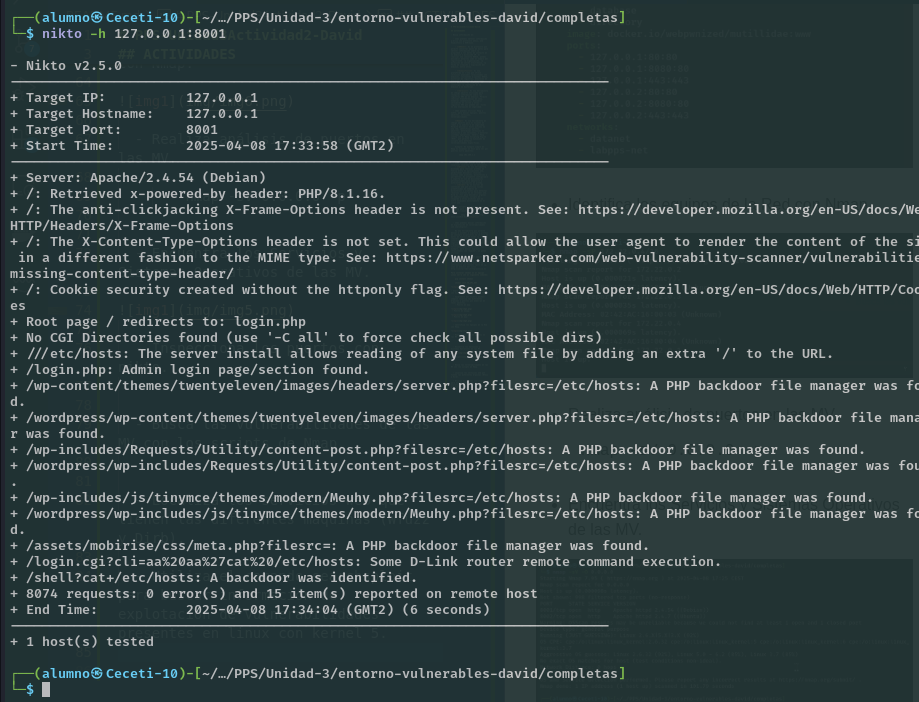 ┌──(alumno㉿Ceceti-10)-[~/…/PPS/Unidad-3/entorno-vulnerables-david/completas]
└─$ nikto -h 127.0.0.1:8001
- Nikto v2.5.0
+ Target IP:          127.0.0.1
+ Target Hostname:    127.0.0.1
+ Target Port:        8001
+ Start Time:         2025-04-08 17:33:58 (GMT2)
+ Server: Apache/2.4.54 (Debian)
+ /: Retrieved x-powered-by header: PHP/8.1.16.
+ /: The anti-clickjacking X-Frame-Options header is not present. See: https://developer.mozilla.org/en-US/docs/We
HTTP/Headers/X-Frame-Options
+ /: The X-Content-Type-Options header is not set. This could allow the user agent to render the content of the si
 in a different fashion to the MIME type. See: https://www.netsparker.com/web-vulnerability-scanner/vulnerabilitie
missing-content-type-header/
+ /: Cookie security created without the httponly flag. See: https://developer.mozilla.org/en-US/docs/Web/HTTP/Coo
es
+ Root page / redirects to: login.php
+ No CGI Directories found (use '-C all' to force check all possible dirs)
+ ///etc/hosts: The server install allows reading of any system file by adding an extra '/' to the URL.
+ /login.php: Admin login page/section found.
+ /wp-content/themes/twentyeleven/images/headers/server.php?filesrc=/etc/hosts: A PHP backdoor file manager was fo
d.
+ /wordpress/wp-content/themes/twentyeleven/images/headers/server.php?filesrc=/etc/hosts: A PHP backdoor file mana
r was found.
+ /wp-includes/Requests/Utility/content-post.php?filesrc=/etc/hosts: A PHP backdoor file manager was found.
+ /wordpress/wp-includes/Requests/Utility/content-post.php?filesrc=/etc/hosts: A PHP backdoor file manager was fou
.
+ /wp-includes/js/tinymce/themes/modern/Meuhy.php?filesrc=/etc/hosts: A PHP backdoor file manager was found.
+ /wordpress/wp-includes/js/tinymce/themes/modern/Meuhy.php?filesrc=/etc/hosts: A PHP backdoor file manager was fo
d.
+ /assets/mobirise/css/meta.php?filesrc=: A PHP backdoor file manager was found.
+ /login.cgi?cli=aa%20aa%27cat%20/etc/hosts: Some D-Link router remote command execution.
+ /shell?cat+/etc/hosts: A backdoor was identified.
+ 8074 requests: 0 error(s) and 15 item(s) reported on remote host
+ End Time:           2025-04-08 17:34:04 (GMT2) (6 seconds)
+ 1 host(s) tested
┌──(alumno㉿Ceceti-10)-[~/…/PPS/Unidad-3/entorno-vulnerables-david/completas]
└─$